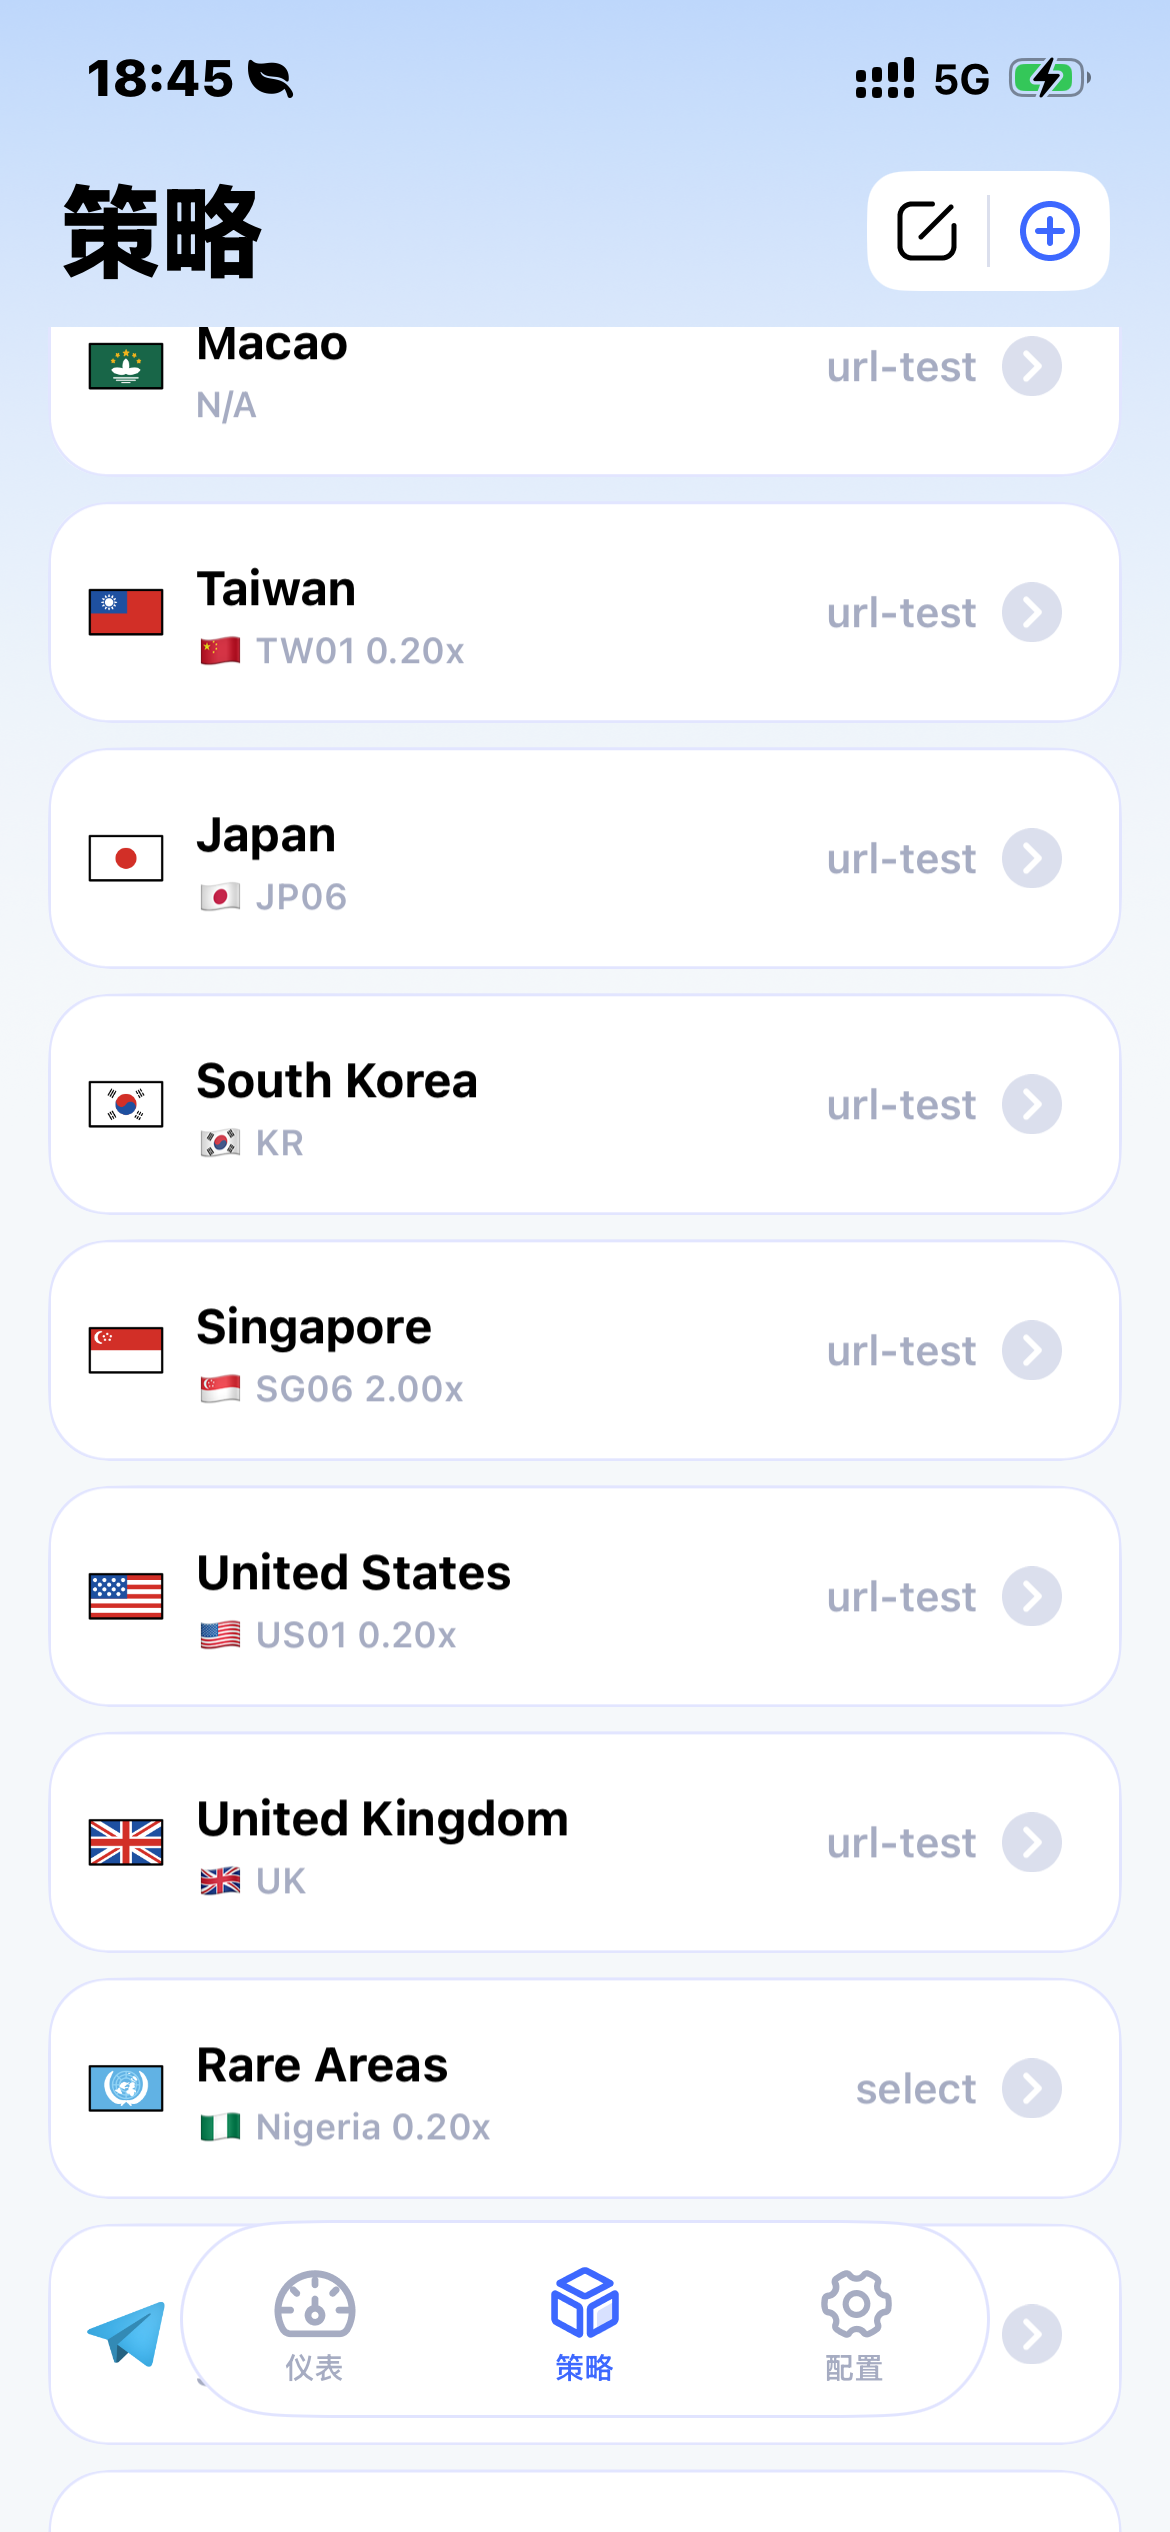 18:45
5G
策略
Macao
N/A
url-test
Taiwan
TW01 0.20x
url-test
Japan
JP06
url-test
South Korea
KR
url-test
Singapore
SG06 2.00x
url-test
United States
US01 0.20x
url-test
United Kingdom
UK
url-test
Rare Areas
Nigeria 0.20x
select
仪表
策略
配置